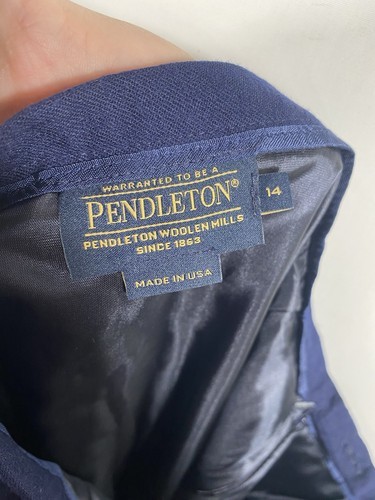 WARRANTED TO BE A
PENDLETON®
PENDLETON WOOLEN MILLS
SINCE 1863
14
MADE IN USA